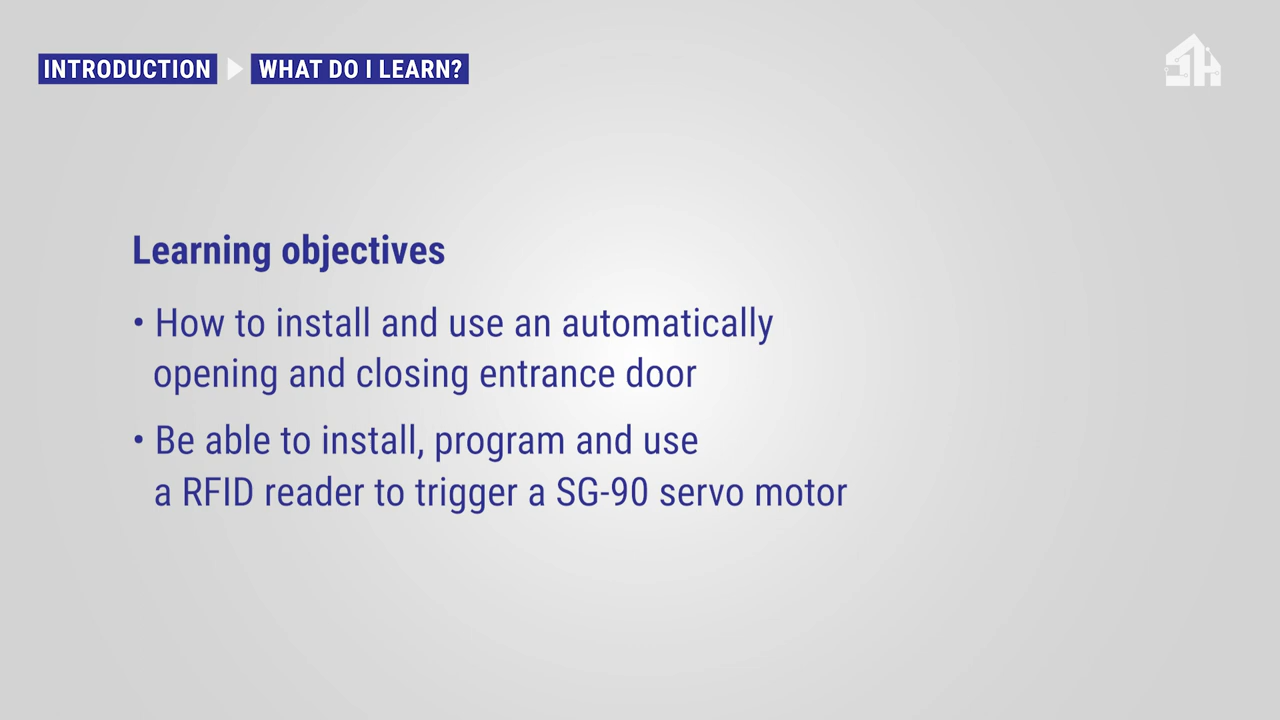 INTRODUCTION WHAT DO I LEARN?
SH
Learning objectives
• How to install and use an automatically
opening and closing entrance door
• Be able to install, program and use
a RFID reader to trigger a SG-90 servo motor